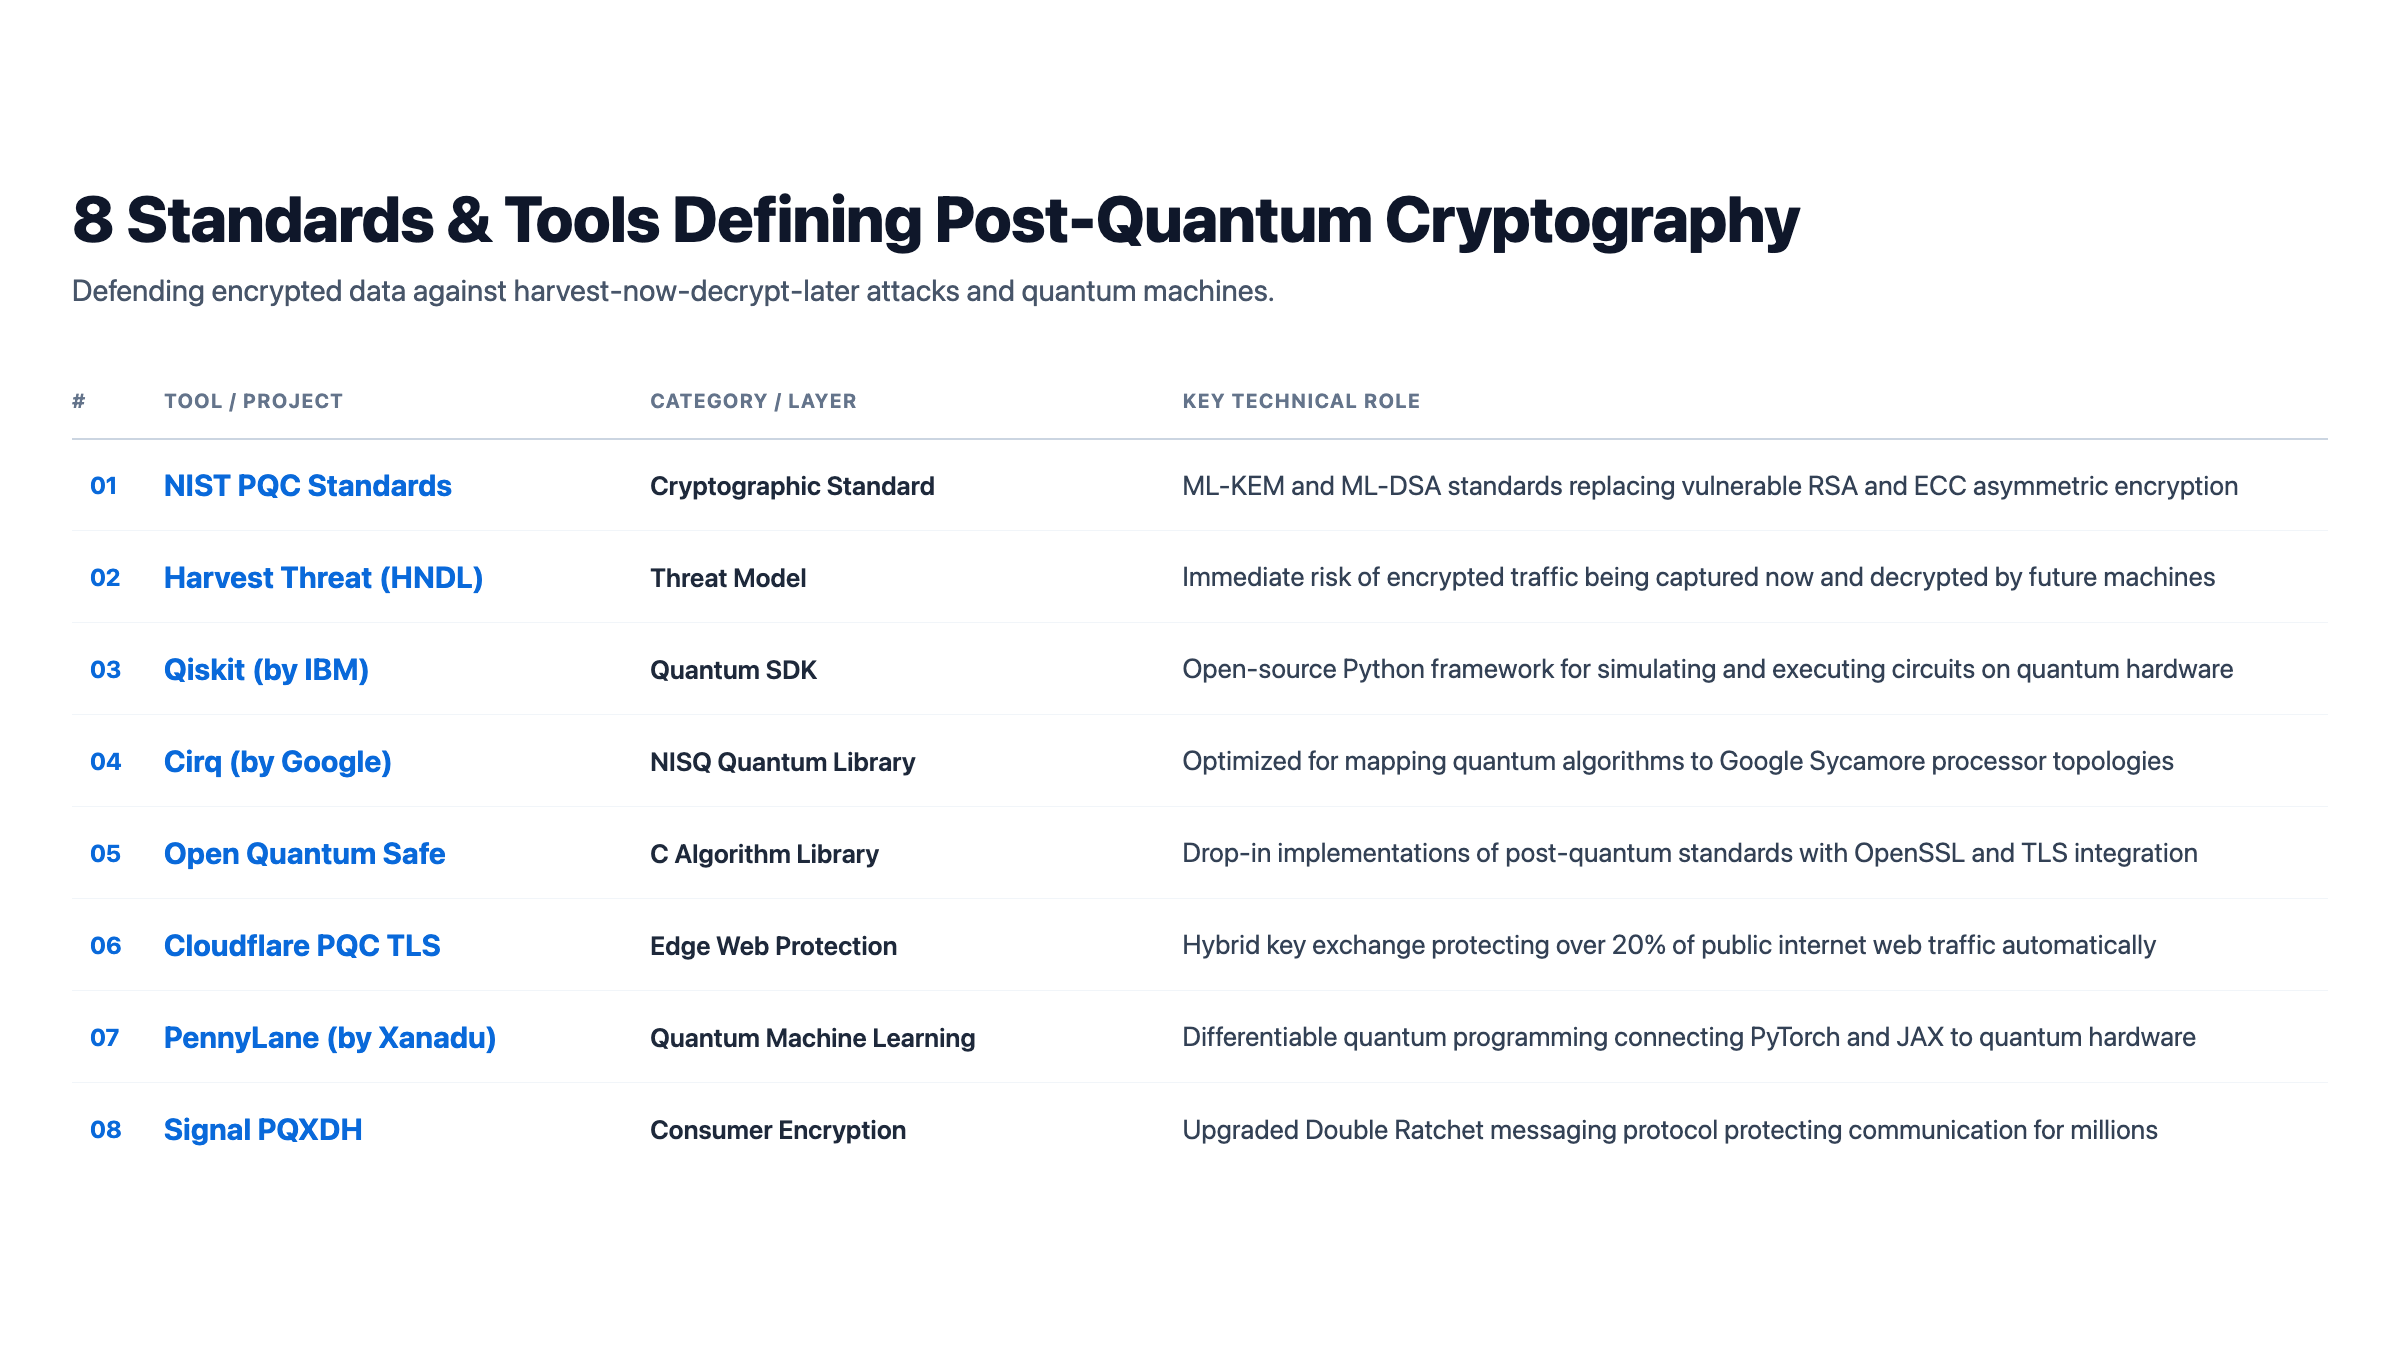 8 Standards & Tools Defining Post-Quantum Cryptography
Defending encrypted data against harvest-now-decrypt-later attacks and quantum machines.
# TOOL / PROJECT CATEGORY / LAYER KEY TECHNICAL ROLE
01 NIST PQC Standards Cryptographic Standard ML-KEM and ML-DSA standards replacing vulnerable RSA and ECC asymmetric encryption
02 Harvest Threat (HNDL) Threat Model Immediate risk of encrypted traffic being captured now and decrypted by future machines
03 Qiskit (by IBM) Quantum SDK Open-source Python framework for simulating and executing circuits on quantum hardware
04 Cirq (by Google) NISQ Quantum Library Optimized for mapping quantum algorithms to Google Sycamore processor topologies
05 Open Quantum Safe C Algorithm Library Drop-in implementations of post-quantum standards with OpenSSL and TLS integration
06 Cloudflare PQC TLS Edge Web Protection Hybrid key exchange protecting over 20% of public internet web traffic automatically
07 PennyLane (by Xanadu) Quantum Machine Learning Differentiable quantum programming connecting PyTorch and JAX to quantum hardware
08 Signal PQXDH Consumer Encryption Upgraded Double Ratchet messaging protocol protecting communication for millions